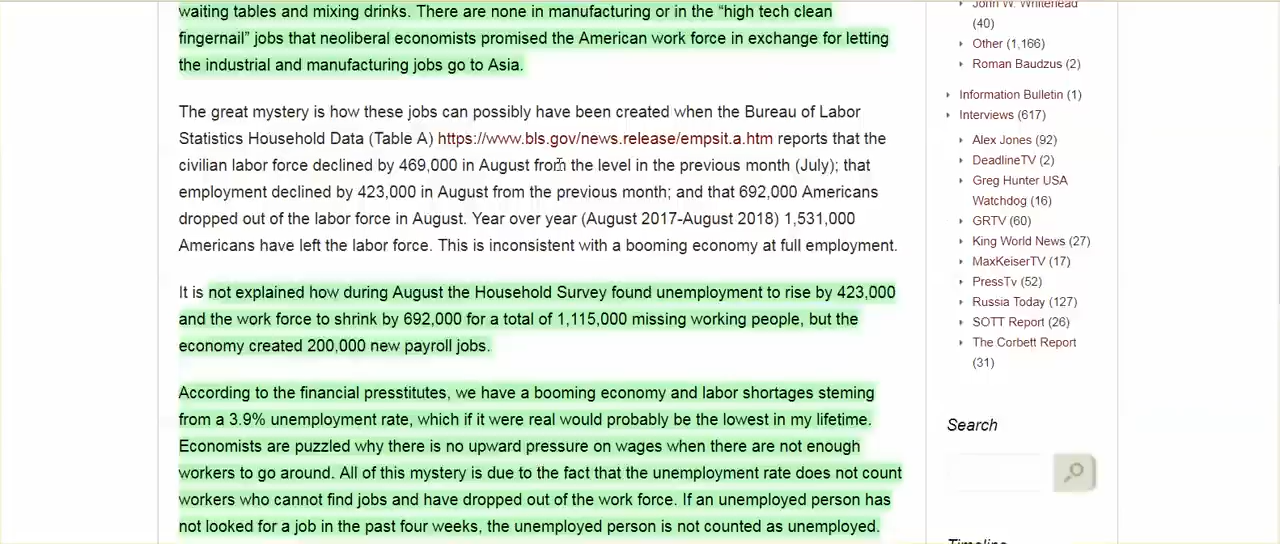 waiting tables and mixing drinks. There are none in manufacturing or in the “high tech clean
fingernail” jobs that neoliberal economists promised the American work force in exchange for letting
the industrial and manufacturing jobs go to Asia.
The great mystery is how these jobs can possibly have been created when the Bureau of Labor
Statistics Household Data (Table A) https://www.bls.gov/news.release/empsit.a.htm reports that the
civilian labor force declined by 469,000 in August from the level in the previous month (July); that
employment declined by 423,000 in August from the previous month; and that 692,000 Americans
dropped out of the labor force in August. Year over year (August 2017-August 2018) 1,531,000
Americans have left the labor force. This is inconsistent with a booming economy at full employment.
It is not explained how during August the Household Survey found unemployment to rise by 423,000
and the work force to shrink by 692,000 for a total of 1,115,000 missing working people, but the
economy created 200,000 new payroll jobs.
According to the financial presstitutes, we have a booming economy and labor shortages steming
from a 3.9% unemployment rate, which if it were real would probably be the lowest in my lifetime.
Economists are puzzled why there is no upward pressure on wages when there are not enough
workers to go around. All of this mystery is due to the fact that the unemployment rate does not count
workers who cannot find jobs and have dropped out of the work force. If an unemployed person has
not looked for a job in the past four weeks, the unemployed person is not counted as unemployed.
John W. Whitehead
(40)
Other (1,166)
Roman Baudzus (2)
Information Bulletin (1)
Interviews (617)
Alex Jones (92)
DeadlineTV (2)
Greg Hunter USA
Watchdog (16)
GRTV (60)
King World News (27)
MaxKeiserTV (17)
PressTv (52)
Russia Today (127)
SOTT Report (26)
The Corbett Report
(31)
Search
Timeline